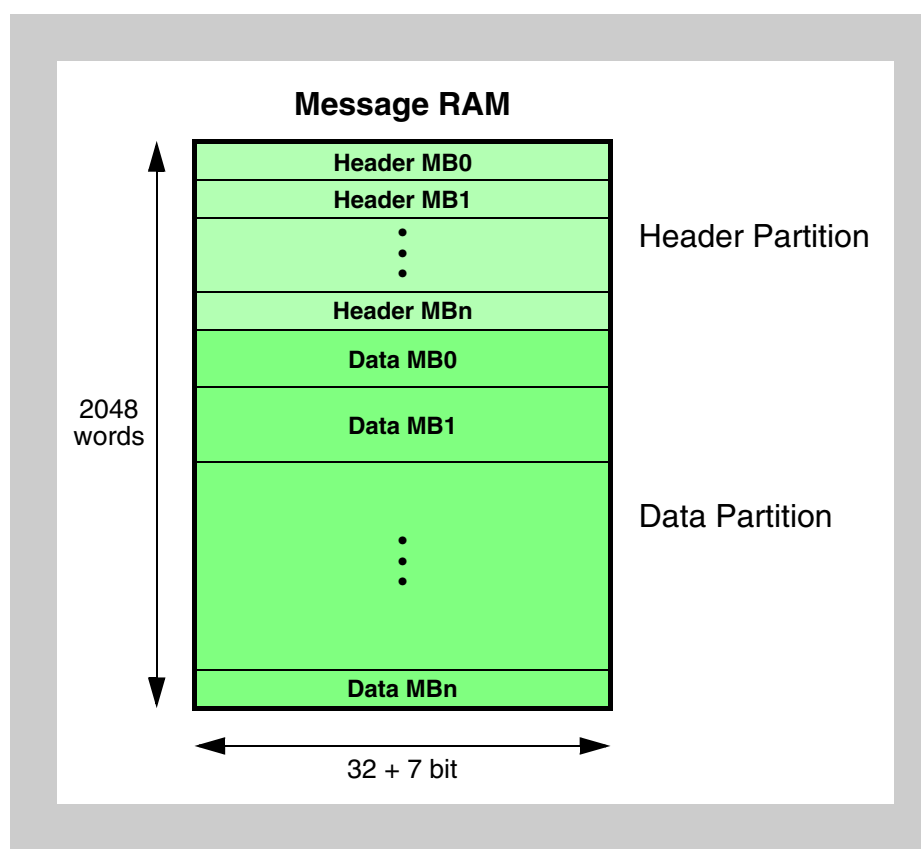 Message RAM
Header MB0
Header MB1
Header Partition
Header MBn
Data MB0
2048
words
Data MB1
Data Partition
Data MBn
32 + 7 bit